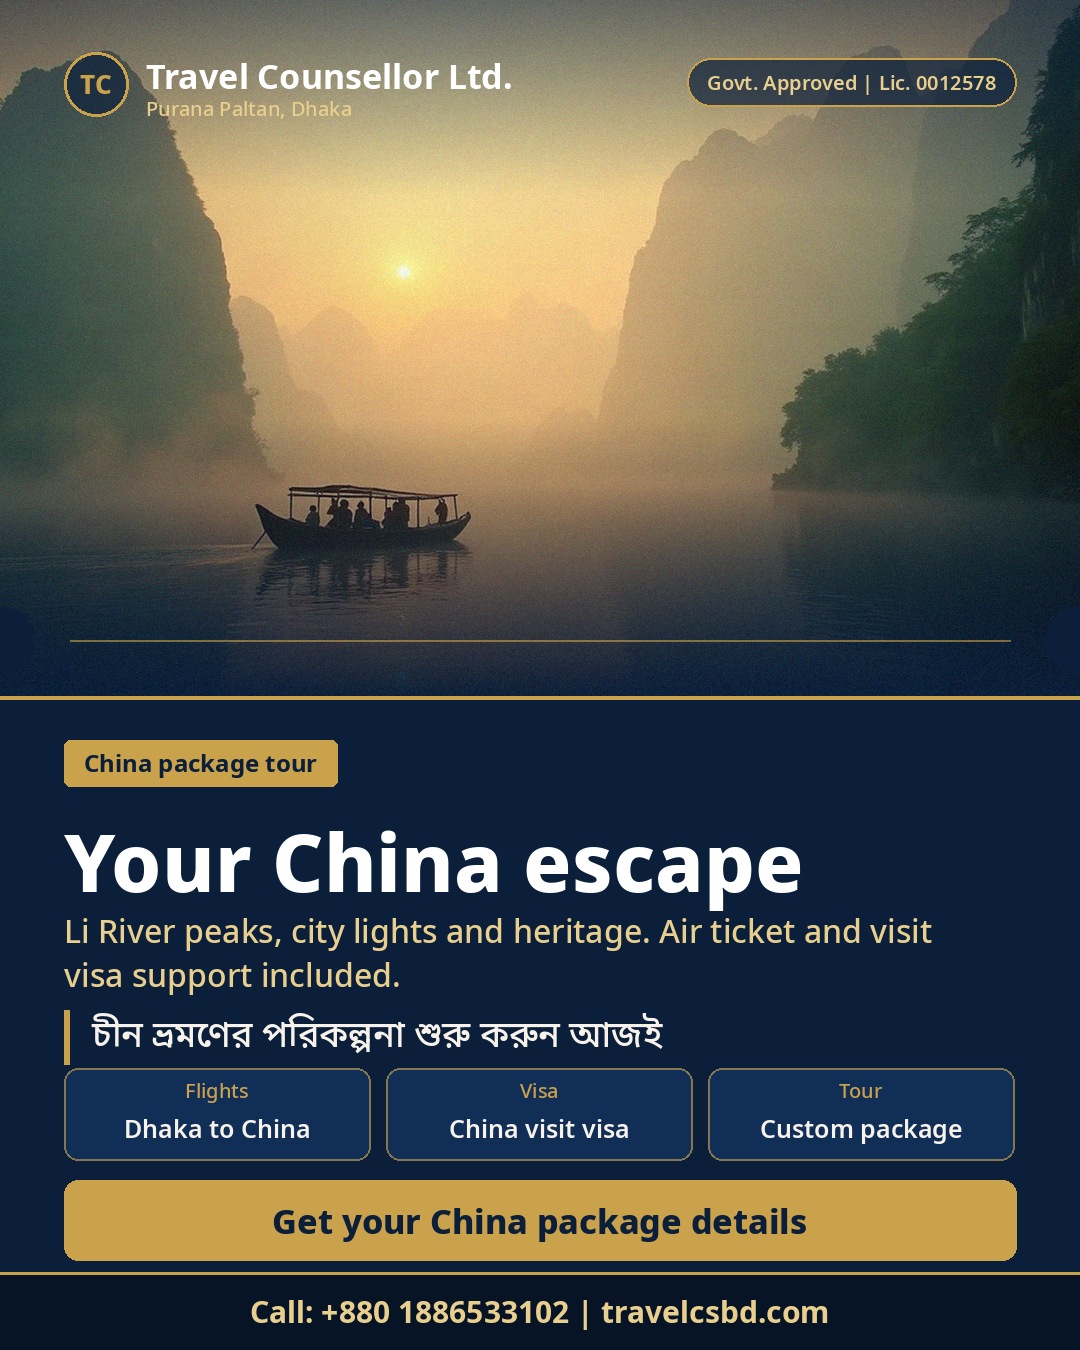 TC
Travel Counsellor Ltd.
Purana Paltan, Dhaka
Govt. Approved | Lic. 0012578
China package tour
Your China escape
Li River peaks, city lights and heritage. Air ticket and visit
visa support included.
চীন ভ্রমণের পরিকল্পনা শুরু করুন আজই
Flights
Dhaka to China
Visa
China visit visa
Tour
Custom package
Get your China package details
Call: +880 1886533102 | travelcsbd.com